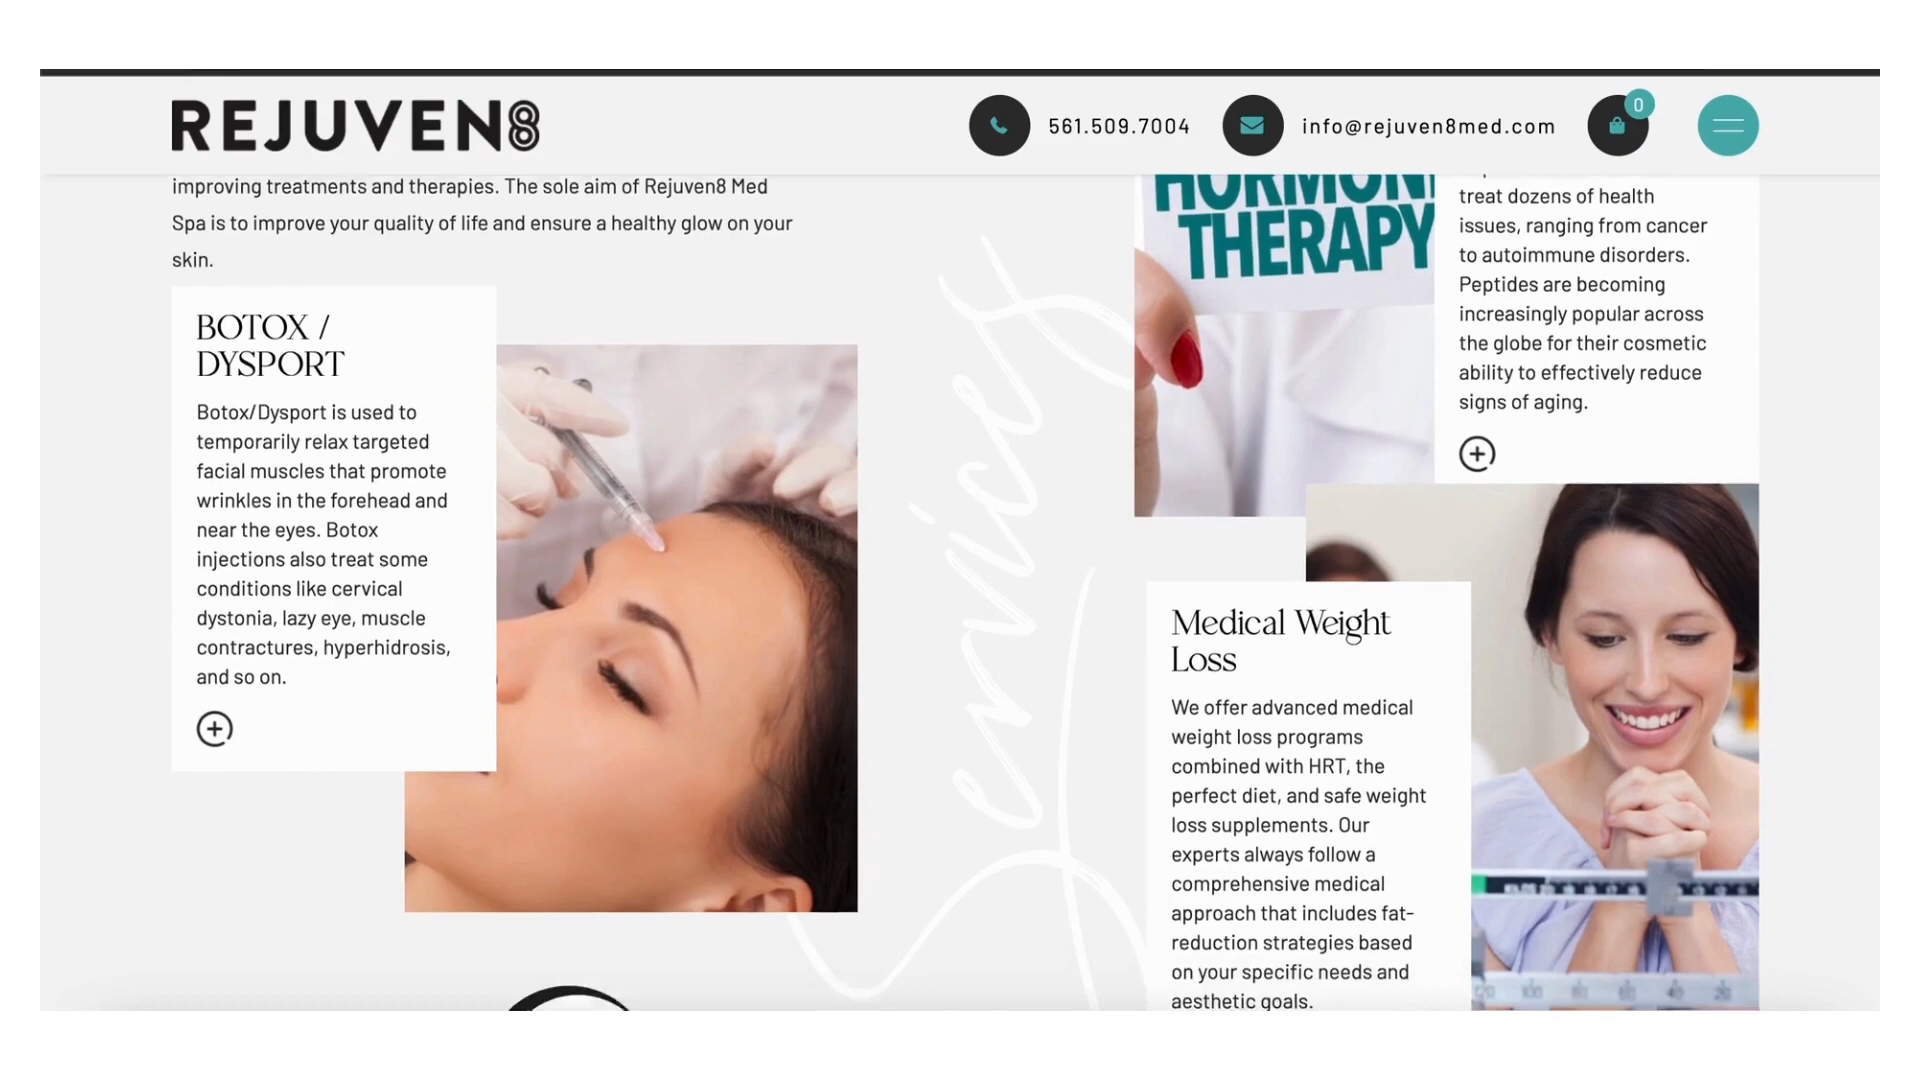 REJUVEN8
561.509.7004
info@rejuven8med.com
0
improving treatments and therapies. The sole aim of Rejuven8 Med
Spa is to improve your quality of life and ensure a healthy glow on your
skin.
BOTOX /
DYSPORT
Botox/Dysport is used to
temporarily relax targeted
facial muscles that promote
wrinkles in the forehead and
near the eyes. Botox
injections also treat some
conditions like cervical
dystonia, lazy eye, muscle
contractures, hyperhidrosis,
and so on.
Services
THERAPY
treat dozens of health
issues, ranging from cancer
to autoimmune disorders.
Peptides are becoming
increasingly popular across
the globe for their cosmetic
ability to effectively reduce
signs of aging.
Medical Weight
Loss
We offer advanced medical
weight loss programs
combined with HRT, the
perfect diet, and safe weight
loss supplements. Our
experts always follow a
comprehensive medical
approach that includes fat-
reduction strategies based
on your specific needs and
aesthetic goals.
100 80 60 40 20